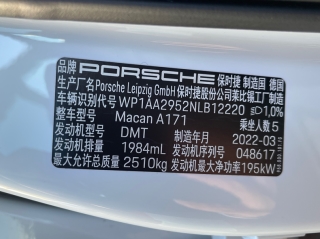 品牌 PORSCHE 保时捷 制造国 德国
生产厂名 Porsche Leipzig GmbH 保时捷股份公司莱比锡工厂制造
车辆识别代号 WP1AA2952NLB12220 1,0%
整车型号 Macan A171 乘坐人数 5
发动机型号 DMT 制造年月 2022-03
发动机排量 1984mL 发动机序列号 048617
最大允许总质量 2510kg 发动机最大净功率 195kW